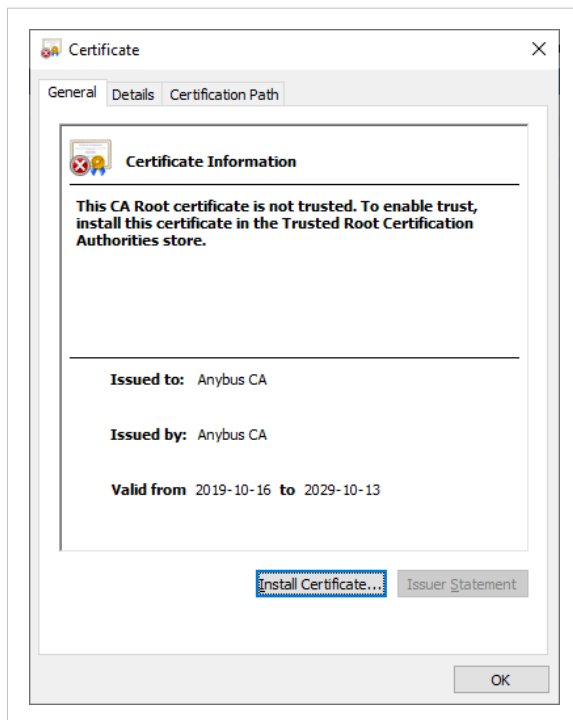 Certificate
General Details Certification Path
Certificate Information
This CA Root certificate is not trusted. To enable trust,
install this certificate in the Trusted Root Certification
Authorities store.
Issued to: Anybus CA
Issued by: Anybus CA
Valid from 2019-10-16 to 2029-10-13
Install Certificate... Issuer Statement
OK